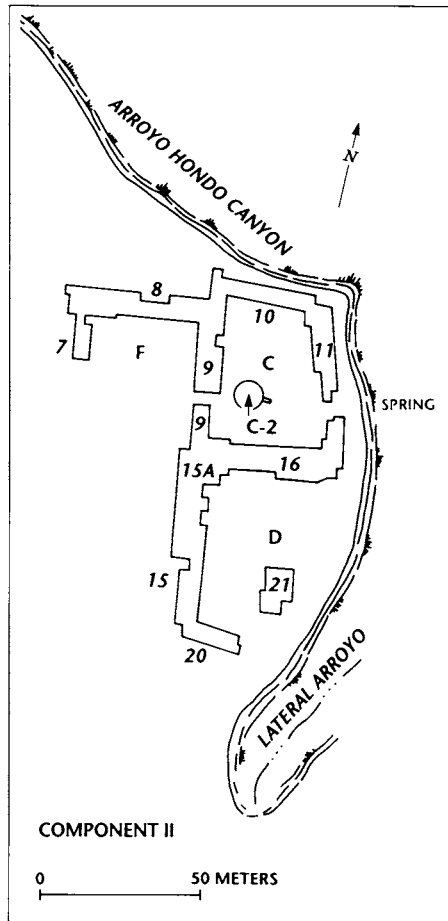 ARROYO HONDO CANYON
N
8
10
7
F
9
C
11
SPRING
C-2
9
15A
16
D
15
21
20
LATERAL ARROYO
COMPONENT II
0 50 METERS